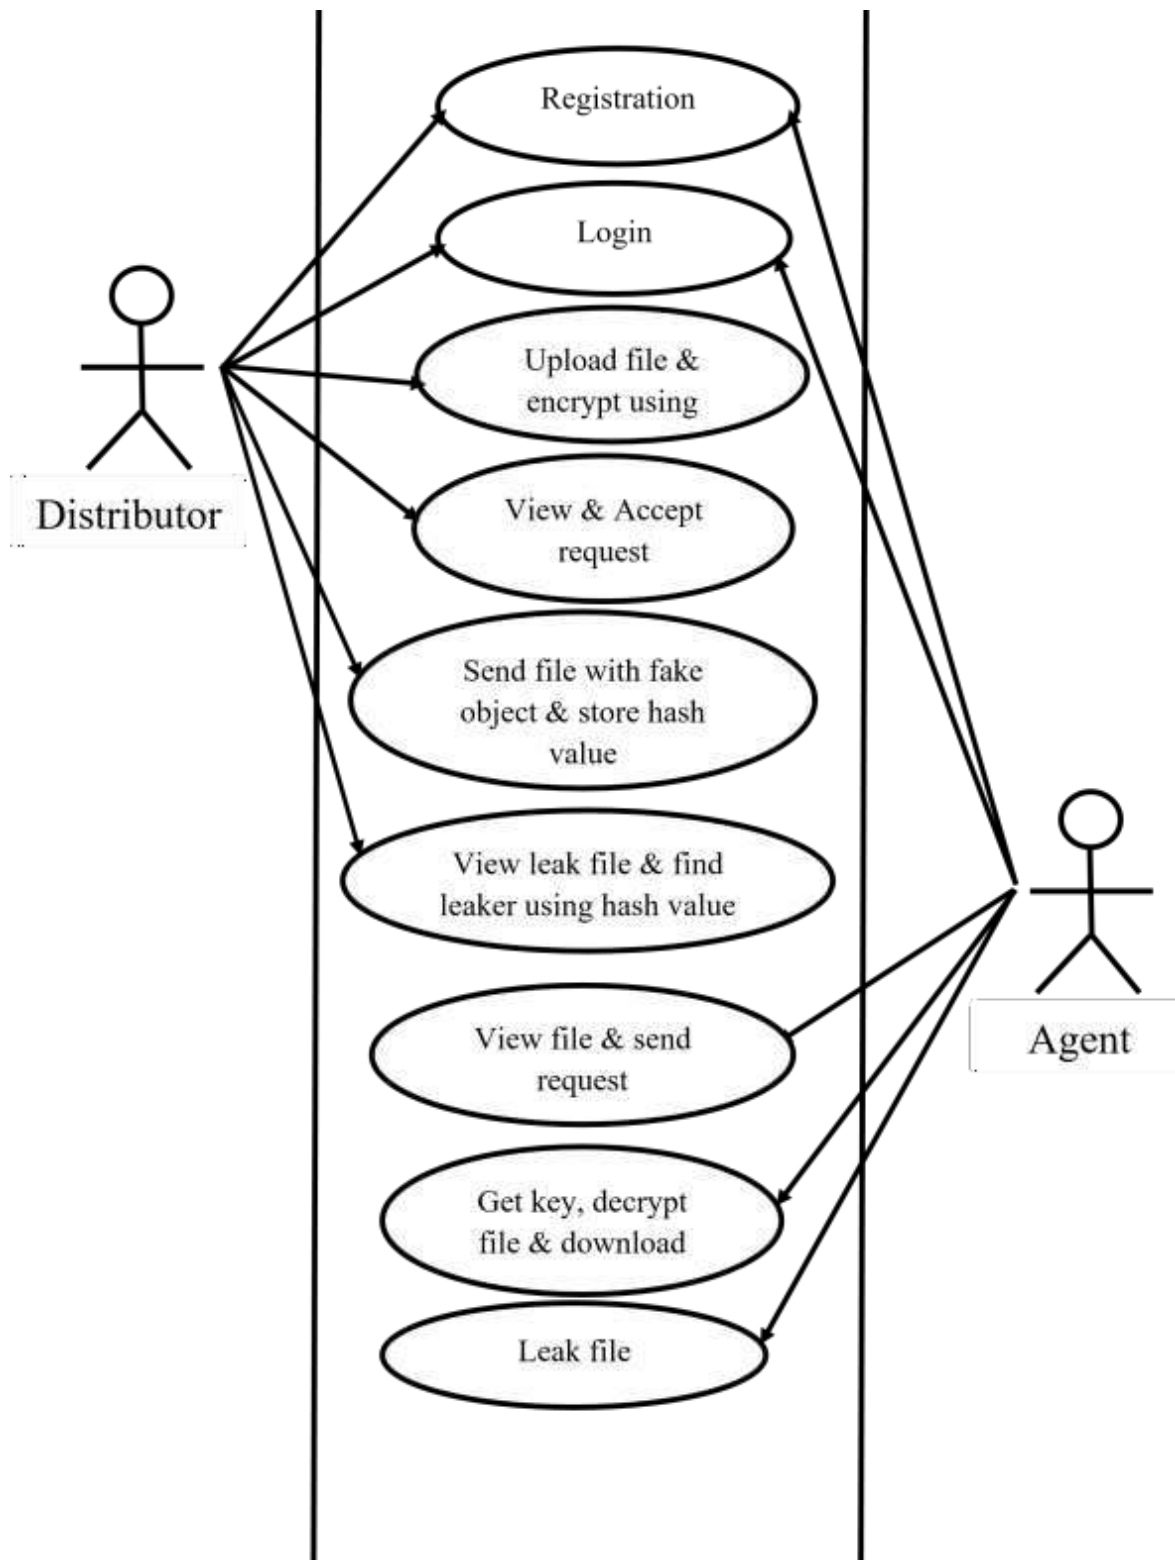 Registration
Login
Upload file &
encrypt using
Distributor
View & Accept
request
Send file with fake
object & store hash
value
View leak file & find
leaker using hash value
View file & send
request
Agent
Get key, decrypt
file & download
Leak file